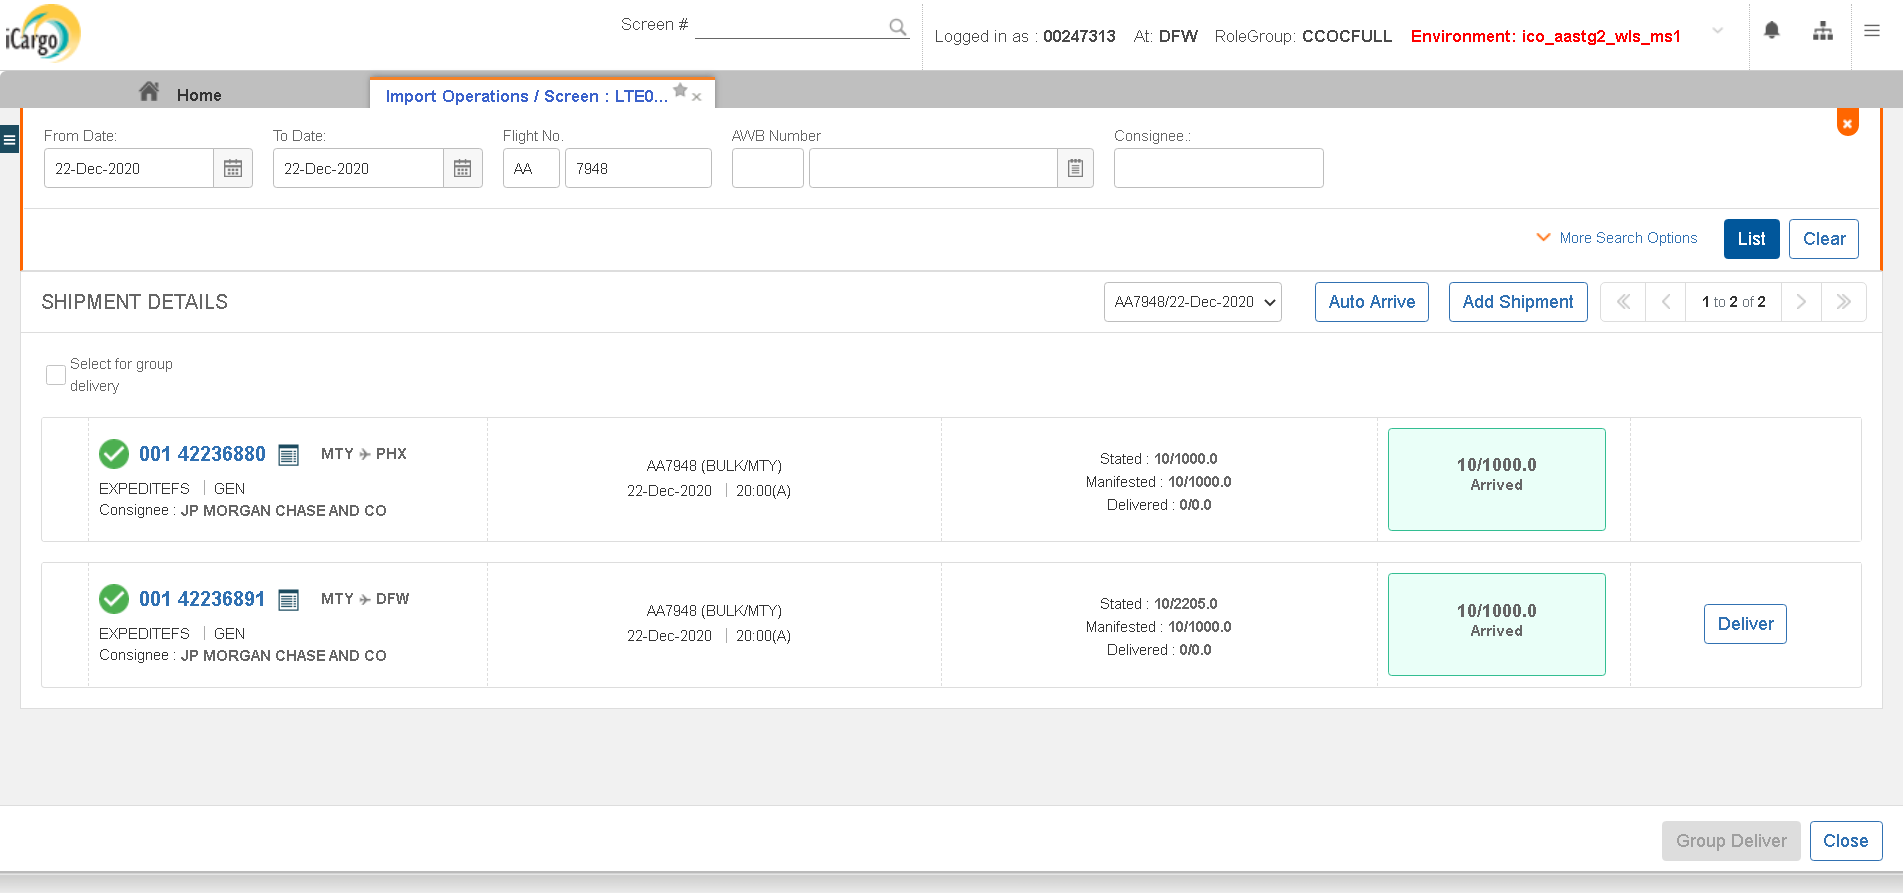 iCargo
Screen #
Logged in as : 00247313 At: DFW RoleGroup: CCOCFULL Environment: ico_aastg2_wls_ms1
Home
Import Operations / Screen : LTE0...
From Date: To Date: Flight No. AWB Number Consignee.:
22-Dec-2020 22-Dec-2020 AA 7948
More Search Options List Clear
SHIPMENT DETAILS AA7948/22-Dec-2020 Auto Arrive Add Shipment 1 to 2 of 2
Select for group
delivery
001 42236880 MTY PHX
EXPEDITEFS | GEN
Consignee : JP MORGAN CHASE AND CO
AA7948 (BULK/MTY)
22-Dec-2020 | 20:00(A)
Stated : 10/1000.0
Manifested : 10/1000.0
Delivered : 0/0.0
10/1000.0
Arrived
001 42236891 MTY DFW
EXPEDITEFS | GEN
Consignee : JP MORGAN CHASE AND CO
AA7948 (BULK/MTY)
22-Dec-2020 | 20:00(A)
Stated : 10/2205.0
Manifested : 10/1000.0
Delivered : 0/0.0
10/1000.0
Arrived
Deliver
Group Deliver Close